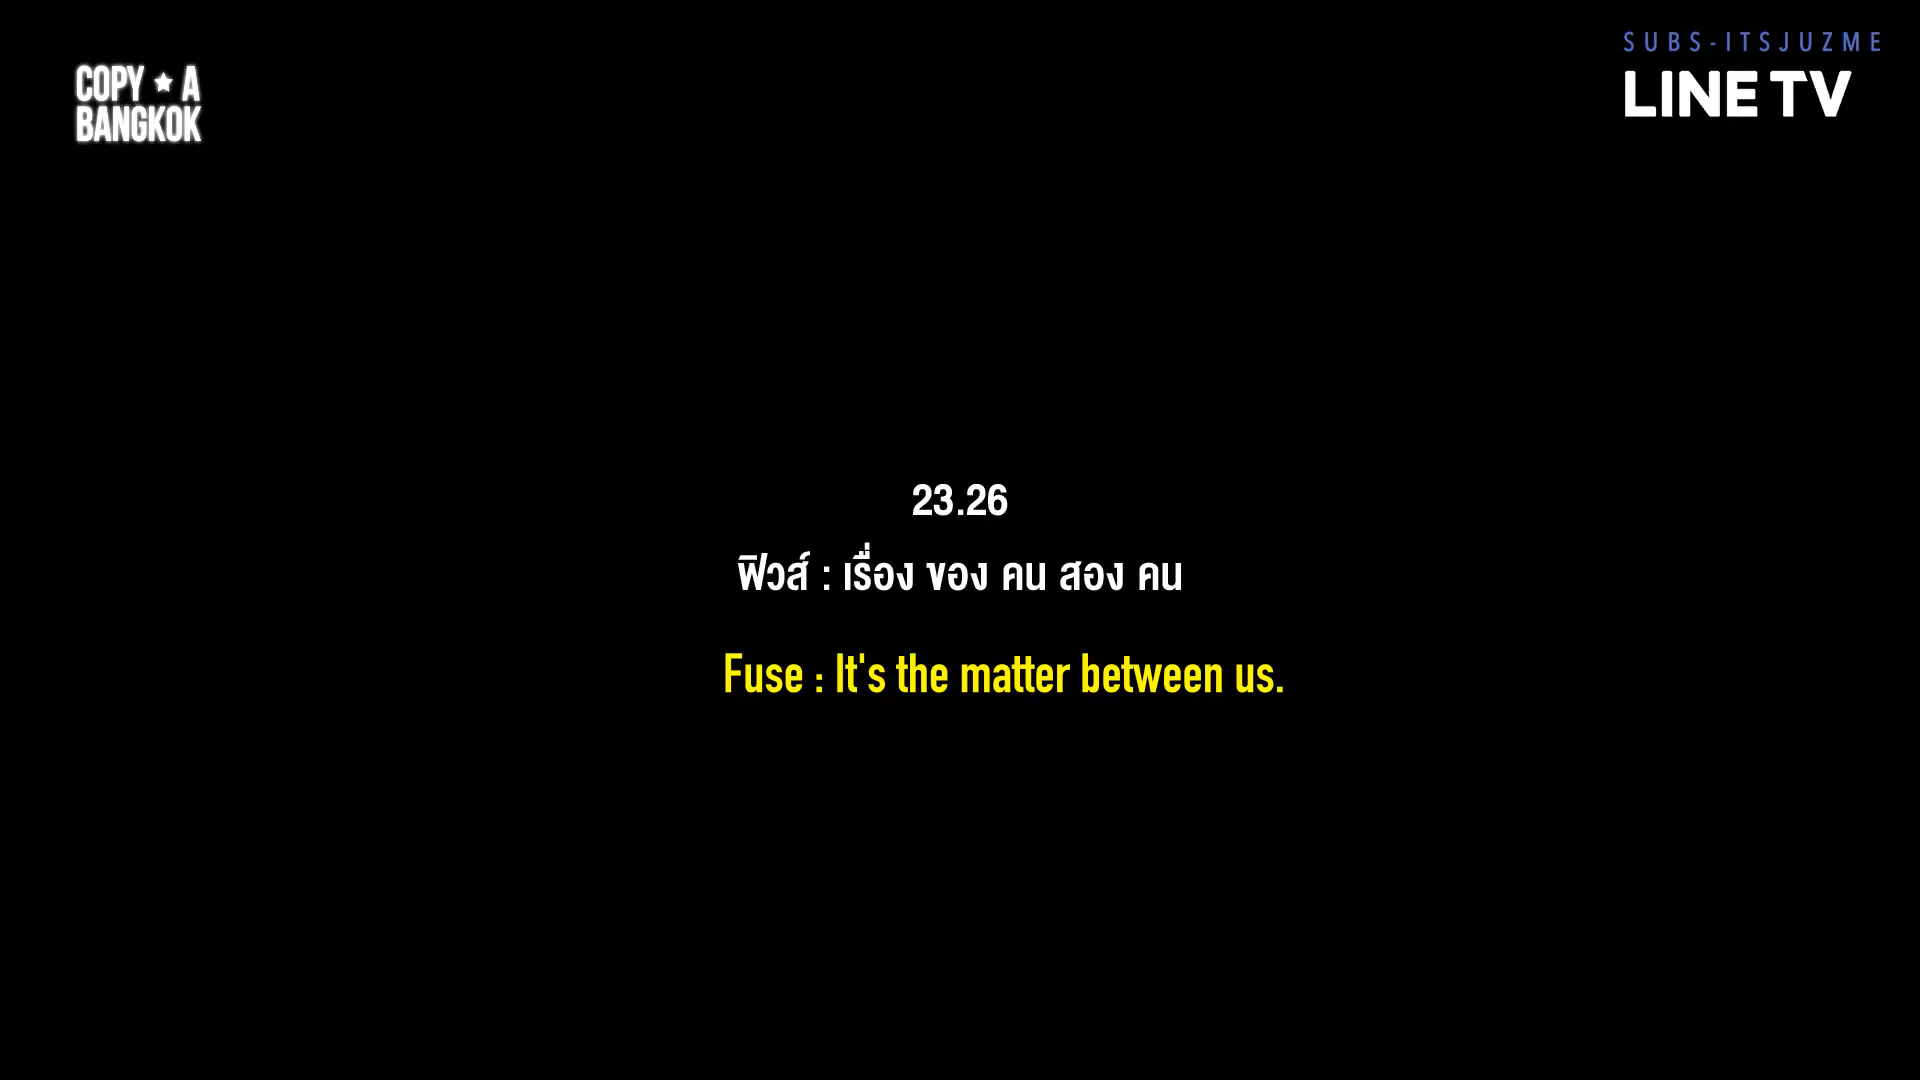 SUBS-ITSJUZME
COPY ★ A
BANGKOK
LINE TV
23.26
ฟิวส์ : เรื่อง ของ คน สอง คน
Fuse : It's the matter between us.